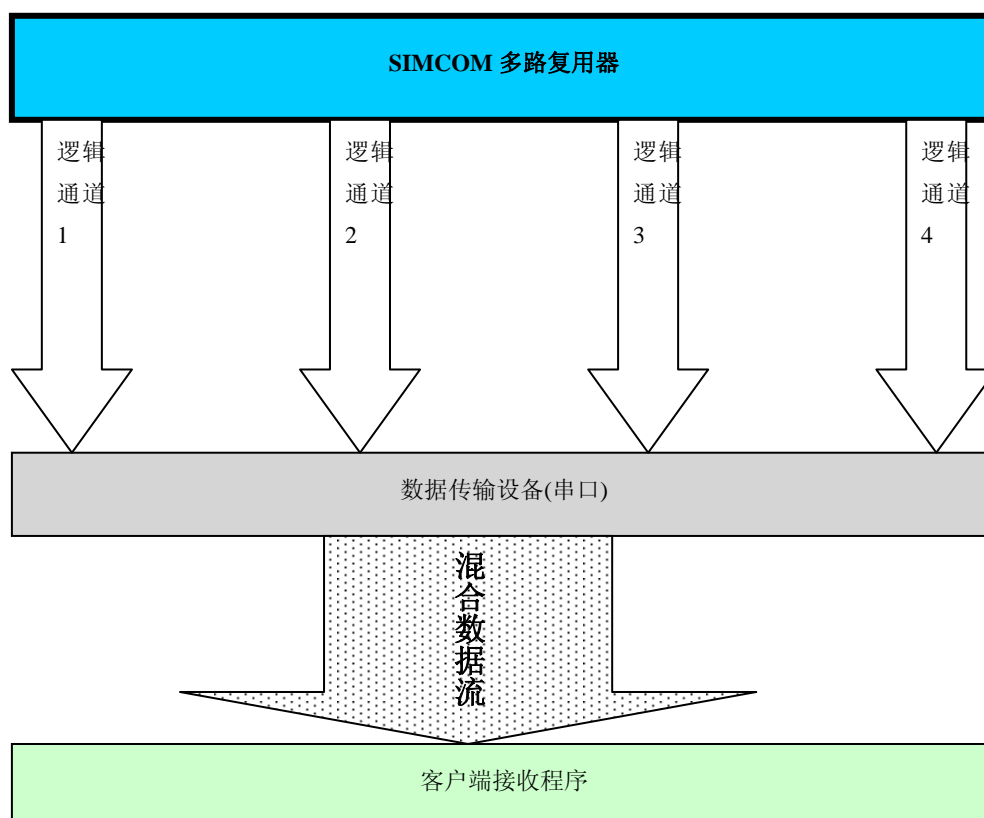 SIMCOM 多路复用器
逻辑
通道
1
逻辑
通道
2
逻辑
通道
3
逻辑
通道
4
数据传输设备(串口)
混
合
数
据
流
客户端接收程序